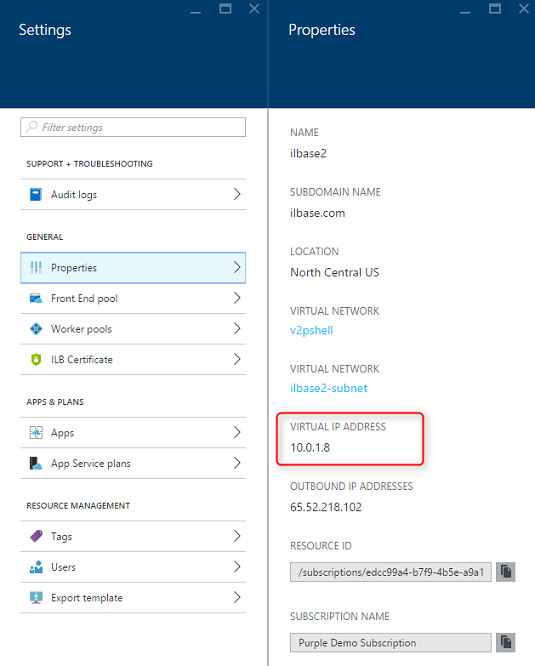 Settings
Filter settings
SUPPORT + TROUBLESHOOTING
Audit logs
GENERAL
Properties
Front End pool
Worker pools
ILB Certificate
APPS & PLANS
Apps
App Service plans
RESOURCE MANAGEMENT
Tags
Users
Export template
Properties
NAME
ilbase2
SUBDOMAIN NAME
ilbase.com
LOCATION
North Central US
VIRTUAL NETWORK
v2pshell
VIRTUAL NETWORK
ilbase2-subnet
VIRTUAL IP ADDRESS
10.0.1.8
OUTBOUND IP ADDRESSES
65.52.218.102
RESOURCE ID
/subscriptions/edcc99a4-b7f9-4b5e-a9a1
SUBSCRIPTION NAME
Purple Demo Subscription